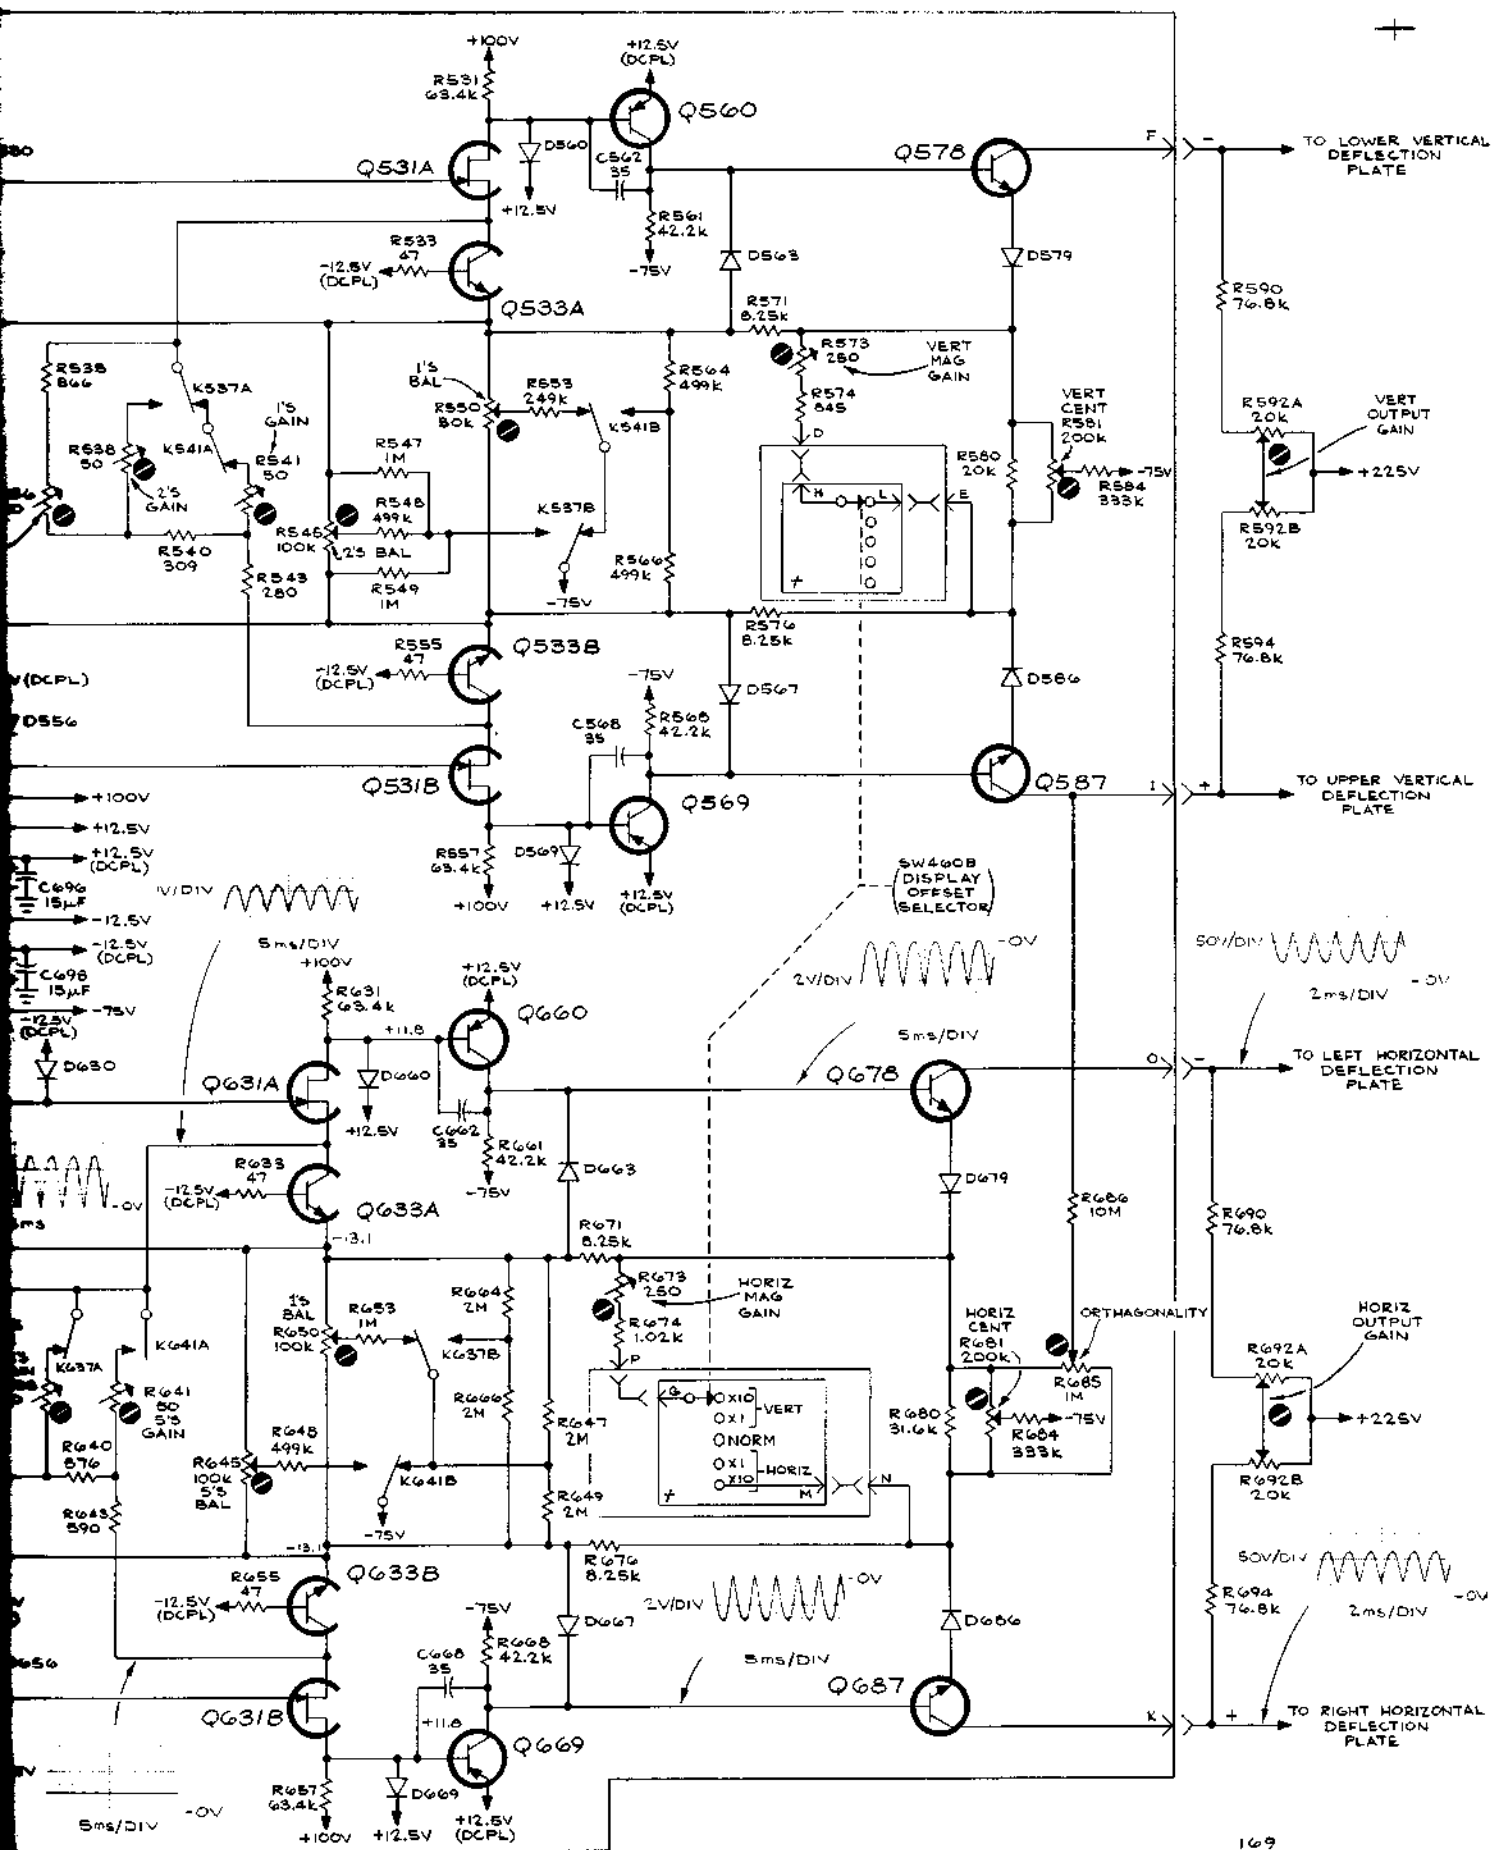 +100V
R531
63.4K
+12.5V
(DCPL)
Q560
D560
C562
35
Q531A
+12.5V
R561
42.2K
-75V
Q578
F
-
TO LOWER VERTICAL
DEFLECTION
PLATE
R533
47
-12.5V
(DCPL)
Q533A
D563
D579
R590
76.8K
R571
8.25K
R573
250
VERT
MAG
GAIN
R574
845
D
R535
866
K537A
1'S
GAIN
R538
50
K541A
R541
50
2'S
GAIN
R540
309
R543
280
R547
1M
R548
499K
R545
100K
2'S BAL
R549
1M
1'S
BAL
R550
80K
R553
249K
K541B
K537B
-75V
R564
499K
R566
499K
H
L
E
+
R580
20K
VERT
CENT
R581
200K
-75V
R584
333K
R592A
20K
VERT
OUTPUT
GAIN
+225V
R592B
20K
R576
8.25K
R594
76.8K
R555
47
-12.5V
(DCPL)
Q533B
-75V
R568
42.2K
C568
35
D567
D586
V(DCPL)
D556
Q531B
Q569
Q587
I
+
TO UPPER VERTICAL
DEFLECTION
PLATE
R557
63.4K
+100V
D569
+12.5V
+12.5V
(DCPL)
+100V
+12.5V
+12.5V
(DCPL)
C696
15µF
-12.5V
-12.5V
(DCPL)
C698
15µF
-75V
-12.5V
(DCPL)
D630
1V/DIV
5ms/DIV
SW460B
DISPLAY
OFFSET
SELECTOR
2V/DIV
-0V
5ms/DIV
50V/DIV
2ms/DIV
-0V
+100V
R631
63.4K
+11.8
+12.5V
(DCPL)
Q660
D660
+12.5V
C662
35
R661
42.2K
-75V
Q631A
Q678
O
-
TO LEFT HORIZONTAL
DEFLECTION
PLATE
R633
47
-12.5V
(DCPL)
Q633A
-13.1
-0V
ms
D663
D679
R686
10M
R690
76.8K
R671
8.25K
R673
250
HORIZ
MAG
GAIN
R674
1.02K
P
R664
2M
R666
2M
R647
2M
R649
2M
1'S
BAL
R650
100K
R653
1M
K637B
K641B
-75V
K637A
K641A
R641
50
5'S
GAIN
R640
576
R643
590
R645
100K
5'S
BAL
R648
499K
G
X10
X1
VERT
NORM
X1
X10
HORIZ
M
N
+
HORIZ
CENT
R681
200K
ORTHAGONALITY
R685
1M
R680
31.6K
-75V
R684
333K
R692A
20K
HORIZ
OUTPUT
GAIN
+225V
R692B
20K
-13.1
R655
47
-12.5V
(DCPL)
Q633B
R676
8.25K
2V/DIV
-0V
5ms/DIV
50V/DIV
-0V
2ms/DIV
R694
76.8K
-75V
R668
42.2K
C668
35
D667
D686
656
Q631B
+11.8
Q669
Q687
K
+
TO RIGHT HORIZONTAL
DEFLECTION
PLATE
R657
63.4K
+100V
D669
+12.5V
+12.5V
(DCPL)
5ms/DIV
-0V
169